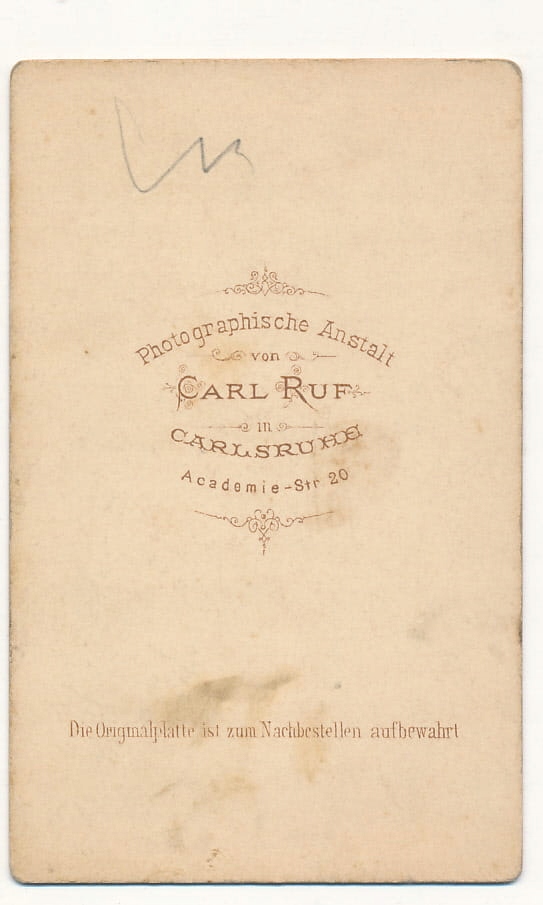 Photographische Anstalt
von
CARL RUF
in
CARLSRUHE
Academie-Str 20
Die Originalplatte ist zum Nachbestellen aufbewahrt